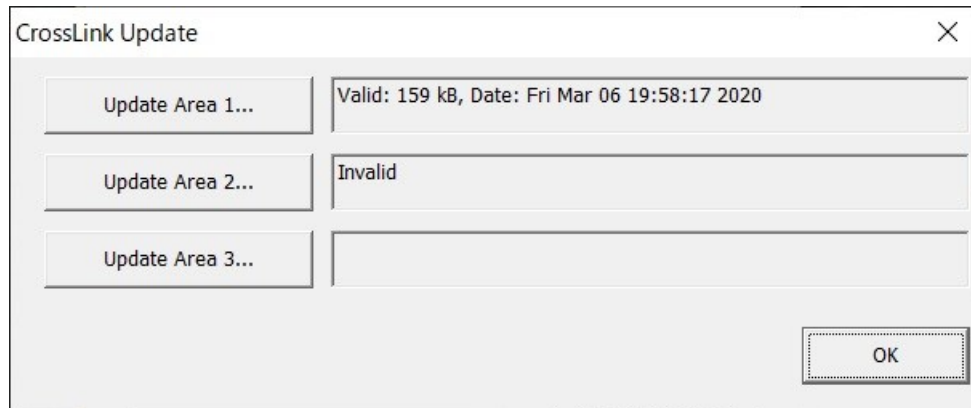 CrossLink Update
Update Area 1...
Valid: 159 kB, Date: Fri Mar 06 19:58:17 2020
Update Area 2...
Invalid
Update Area 3...
OK